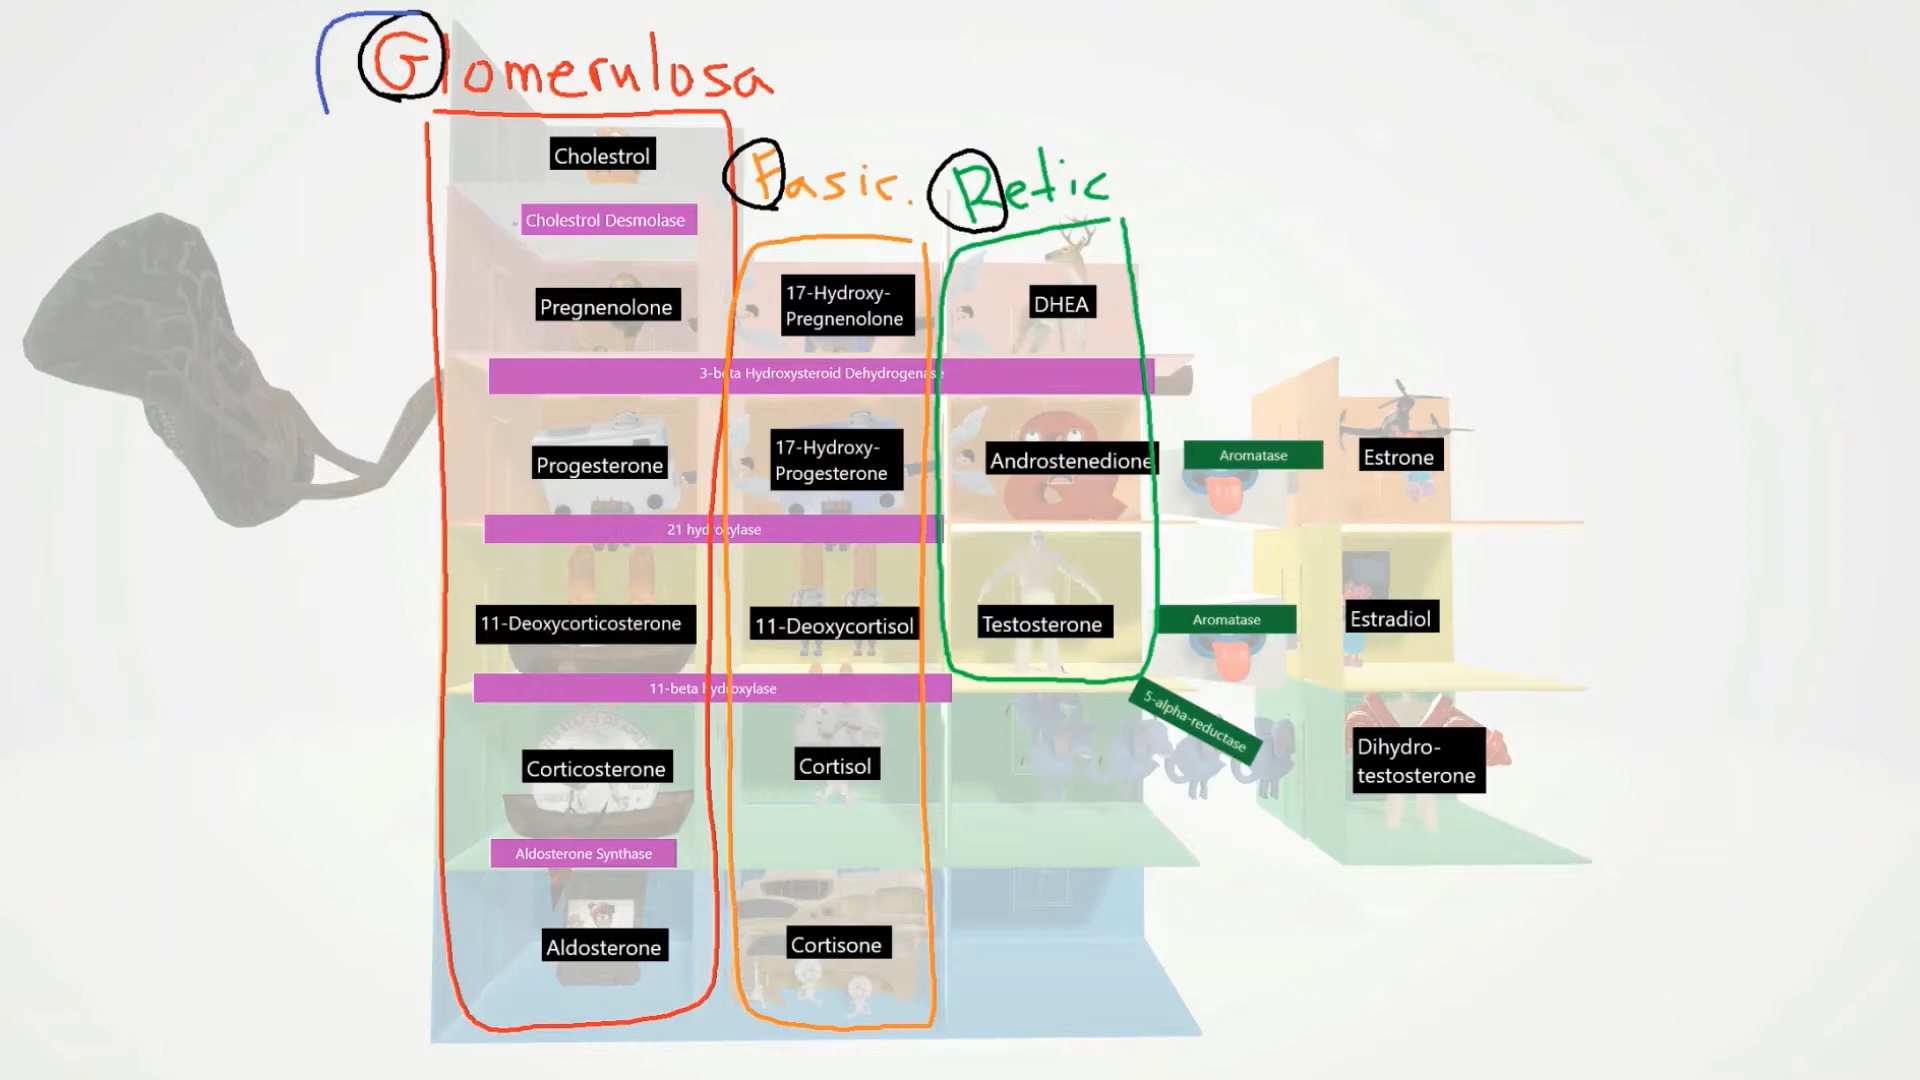 Glomerulosa
Fasic.
Retic
Cholestrol
Cholestrol Desmolase
Pregnenolone
17-Hydroxy-
Pregnenolone
DHEA
3-beta Hydroxysteroid Dehydrogenase
Progesterone
17-Hydroxy-
Progesterone
Androstenedione
Aromatase
Estrone
21 hydroxylase
11-Deoxycorticosterone
11-Deoxycortisol
Testosterone
Aromatase
Estradiol
11-beta hydroxylase
5-alpha-reductase
Corticosterone
Cortisol
Dihydro-
testosterone
Aldosterone Synthase
Aldosterone
Cortisone